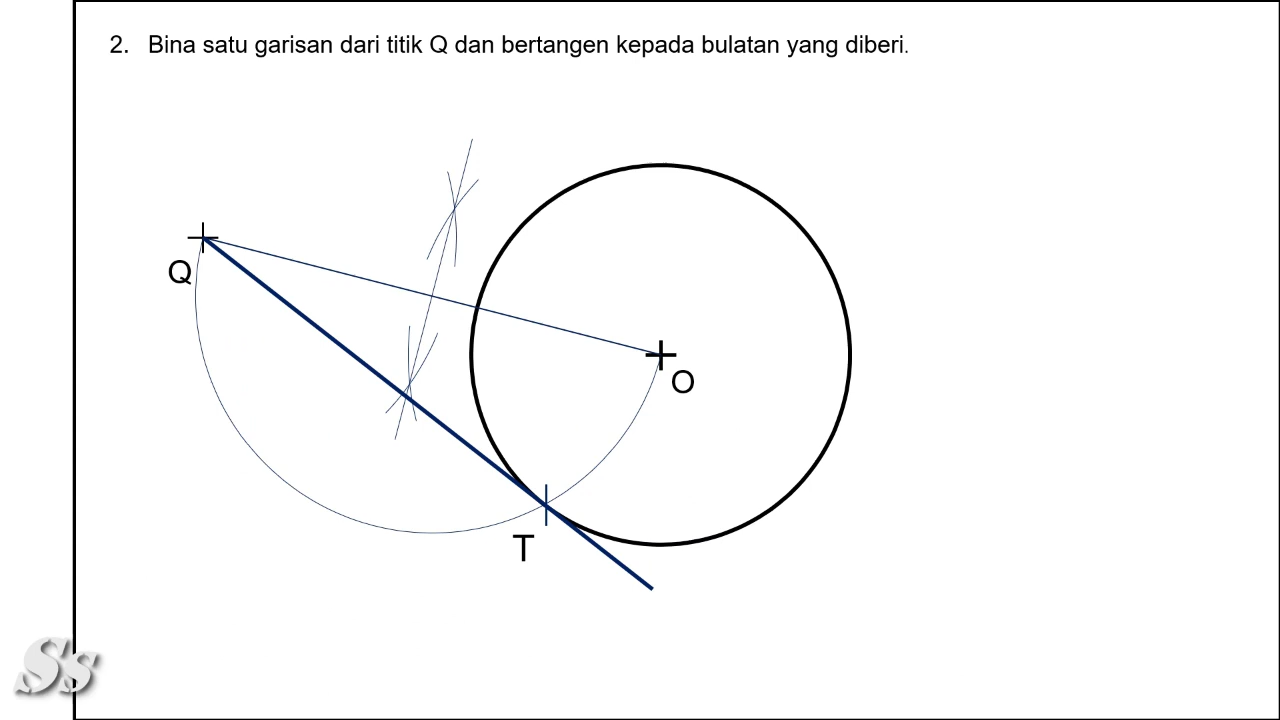 2. Bina satu garisan dari titik Q dan bertangen kepada bulatan yang diberi.
Q
O
T
Ss